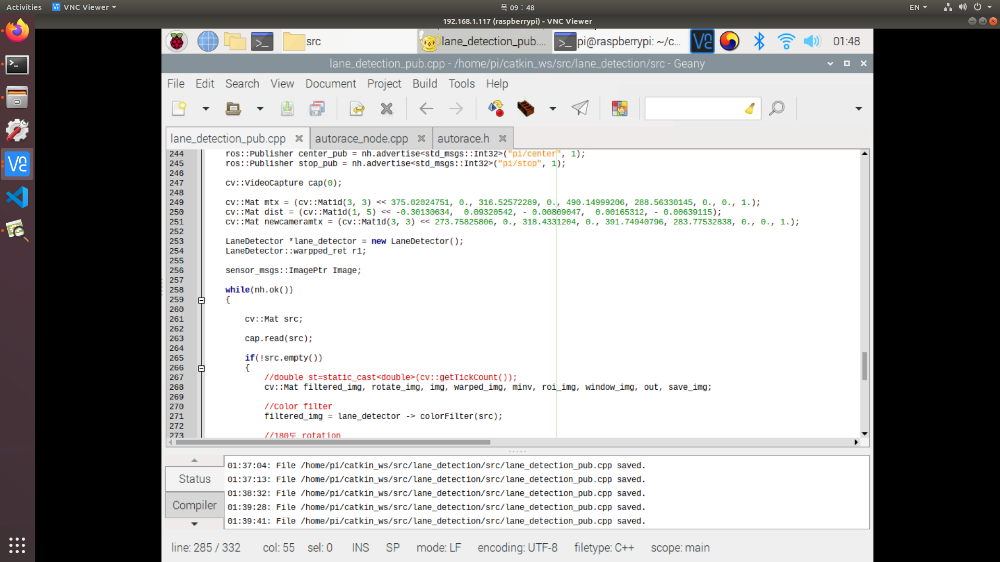 Activities VNC Viewer 목 09 : 48 EN
192.168.1.117 (raspberrypi) - VNC Viewer
src lane_detection_pub.... pi@raspberrypi: ~/c... 01:48
lane_detection_pub.cpp - /home/pi/catkin_ws/src/lane_detection/src - Geany
File Edit Search View Document Project Build Tools Help
lane_detection_pub.cpp autorace_node.cpp autorace.h
244 ros::Publisher center_pub = nh.advertise<std_msgs::Int32>("pi/center", 1);
245 ros::Publisher stop_pub = nh.advertise<std_msgs::Int32>("pi/stop", 1);
246
247 cv::VideoCapture cap(0);
248
249 cv::Mat mtx = (cv::Mat1d(3, 3) << 375.02024751, 0., 316.52572289, 0., 490.14999206, 288.56330145, 0., 0., 1.);
250 cv::Mat dist = (cv::Mat1d(1, 5) << -0.30130634,  0.09320542, - 0.00809047,  0.00165312, - 0.00639115);
251 cv::Mat newcameramtx = (cv::Mat1d(3, 3) << 273.75825806, 0., 318.4331204, 0., 391.74940796, 283.77532838, 0., 0., 1.);
252
253 LaneDetector *lane_detector = new LaneDetector();
254 LaneDetector::warpped_ret r1;
255
256 sensor_msgs::ImagePtr Image;
257
258 while(nh.ok())
259 {
260
261 cv::Mat src;
262
263 cap.read(src);
264
265 if(!src.empty())
266 {
267 //double st=static_cast<double>(cv::getTickCount());
268 cv::Mat filtered_img, rotate_img, img, warped_img, minv, roi_img, window_img, out, save_img;
269
270 //Color filter
271 filtered_img = lane_detector -> colorFilter(src);
272
273 //180도 rotation
Status
Compiler
01:37:04: File /home/pi/catkin_ws/src/lane_detection/src/lane_detection_pub.cpp saved.
01:37:13: File /home/pi/catkin_ws/src/lane_detection/src/lane_detection_pub.cpp saved.
01:38:32: File /home/pi/catkin_ws/src/lane_detection/src/lane_detection_pub.cpp saved.
01:39:28: File /home/pi/catkin_ws/src/lane_detection/src/lane_detection_pub.cpp saved.
01:39:41: File /home/pi/catkin_ws/src/lane_detection/src/lane_detection_pub.cpp saved.
line: 285 / 332 col: 55 sel: 0 INS SP mode: LF encoding: UTF-8 filetype: C++ scope: main